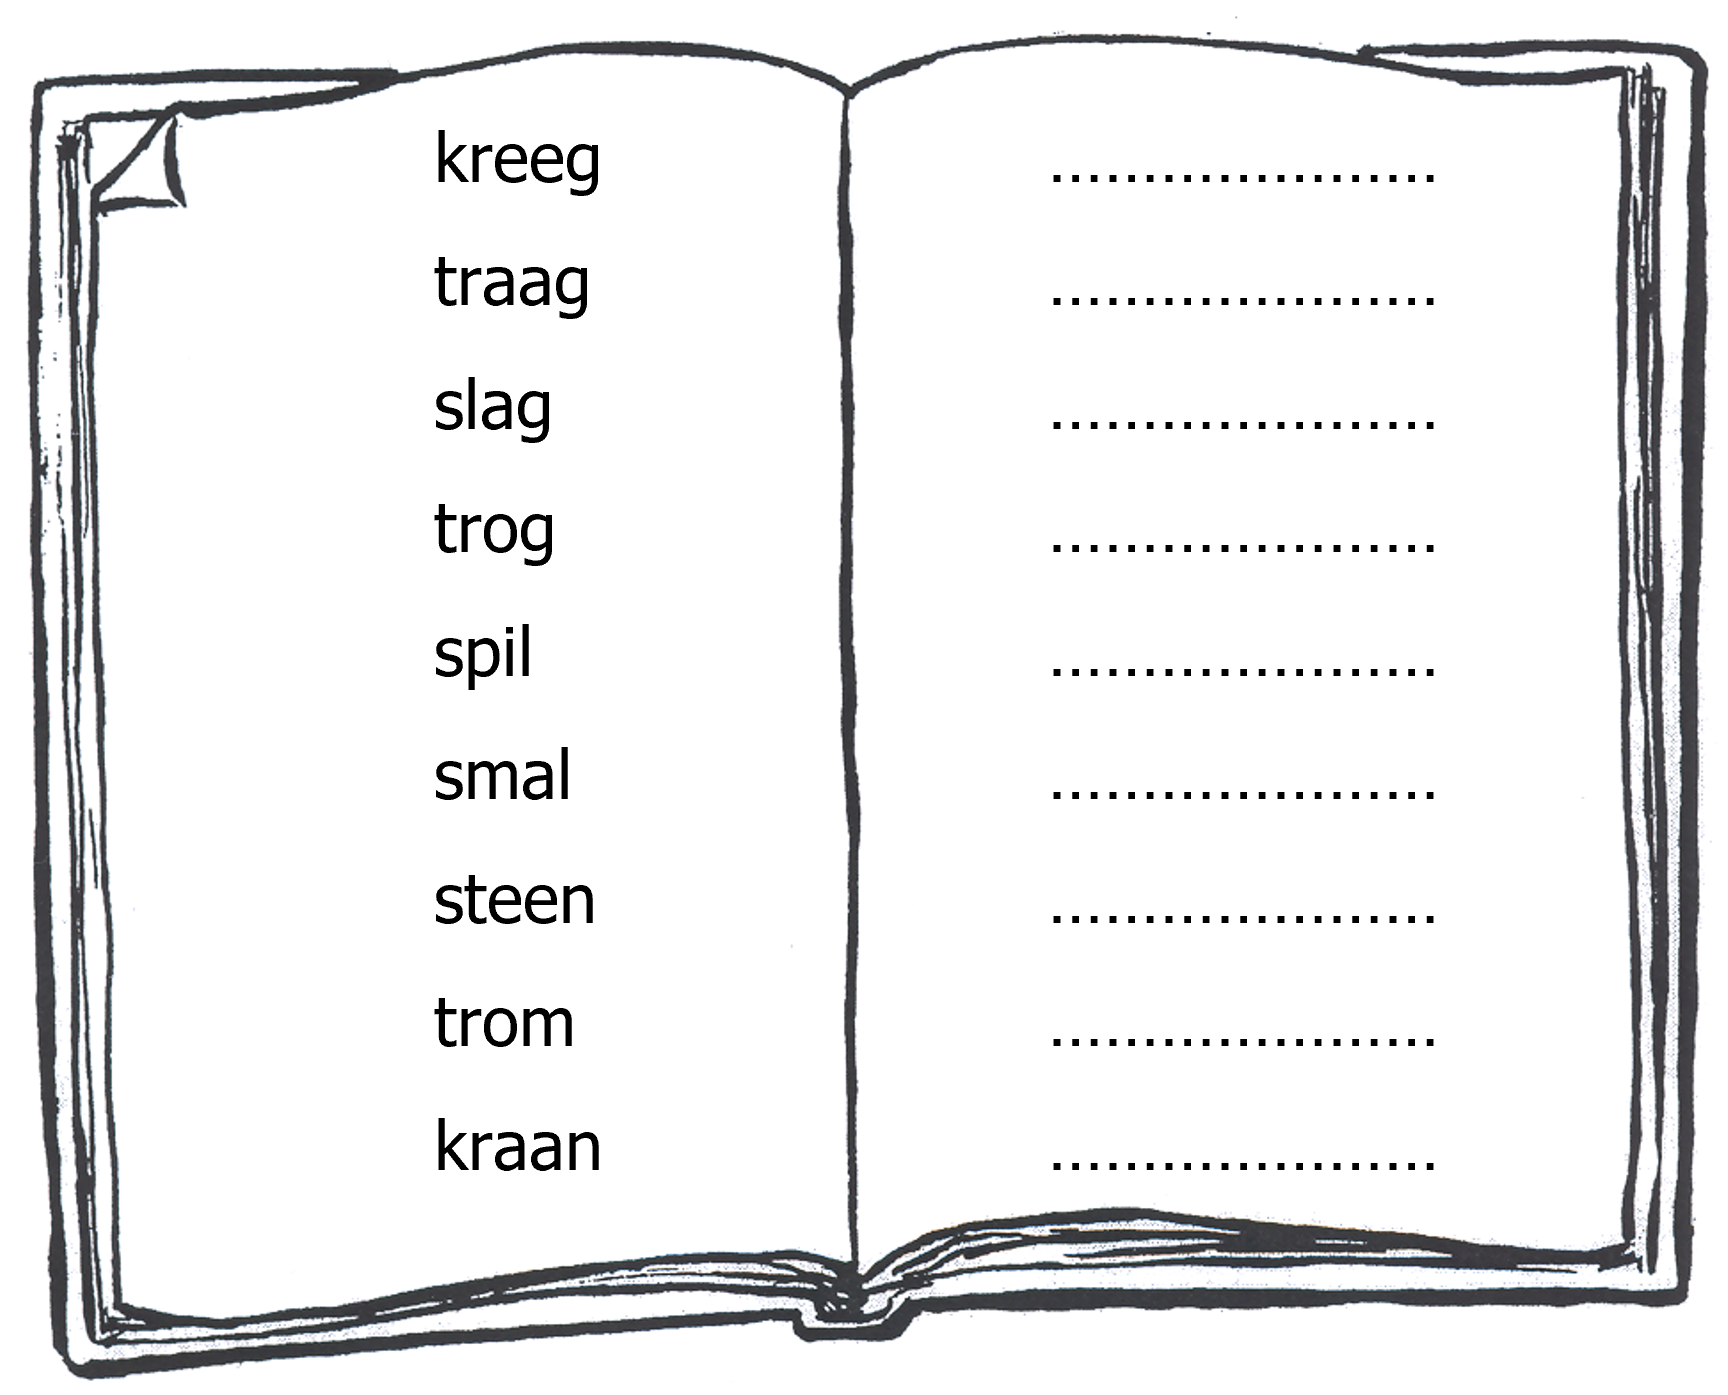 kreeg .....................
traag .....................
slag .....................
trog .....................
spil .....................
smal .....................
steen .....................
trom .....................
kraan .....................